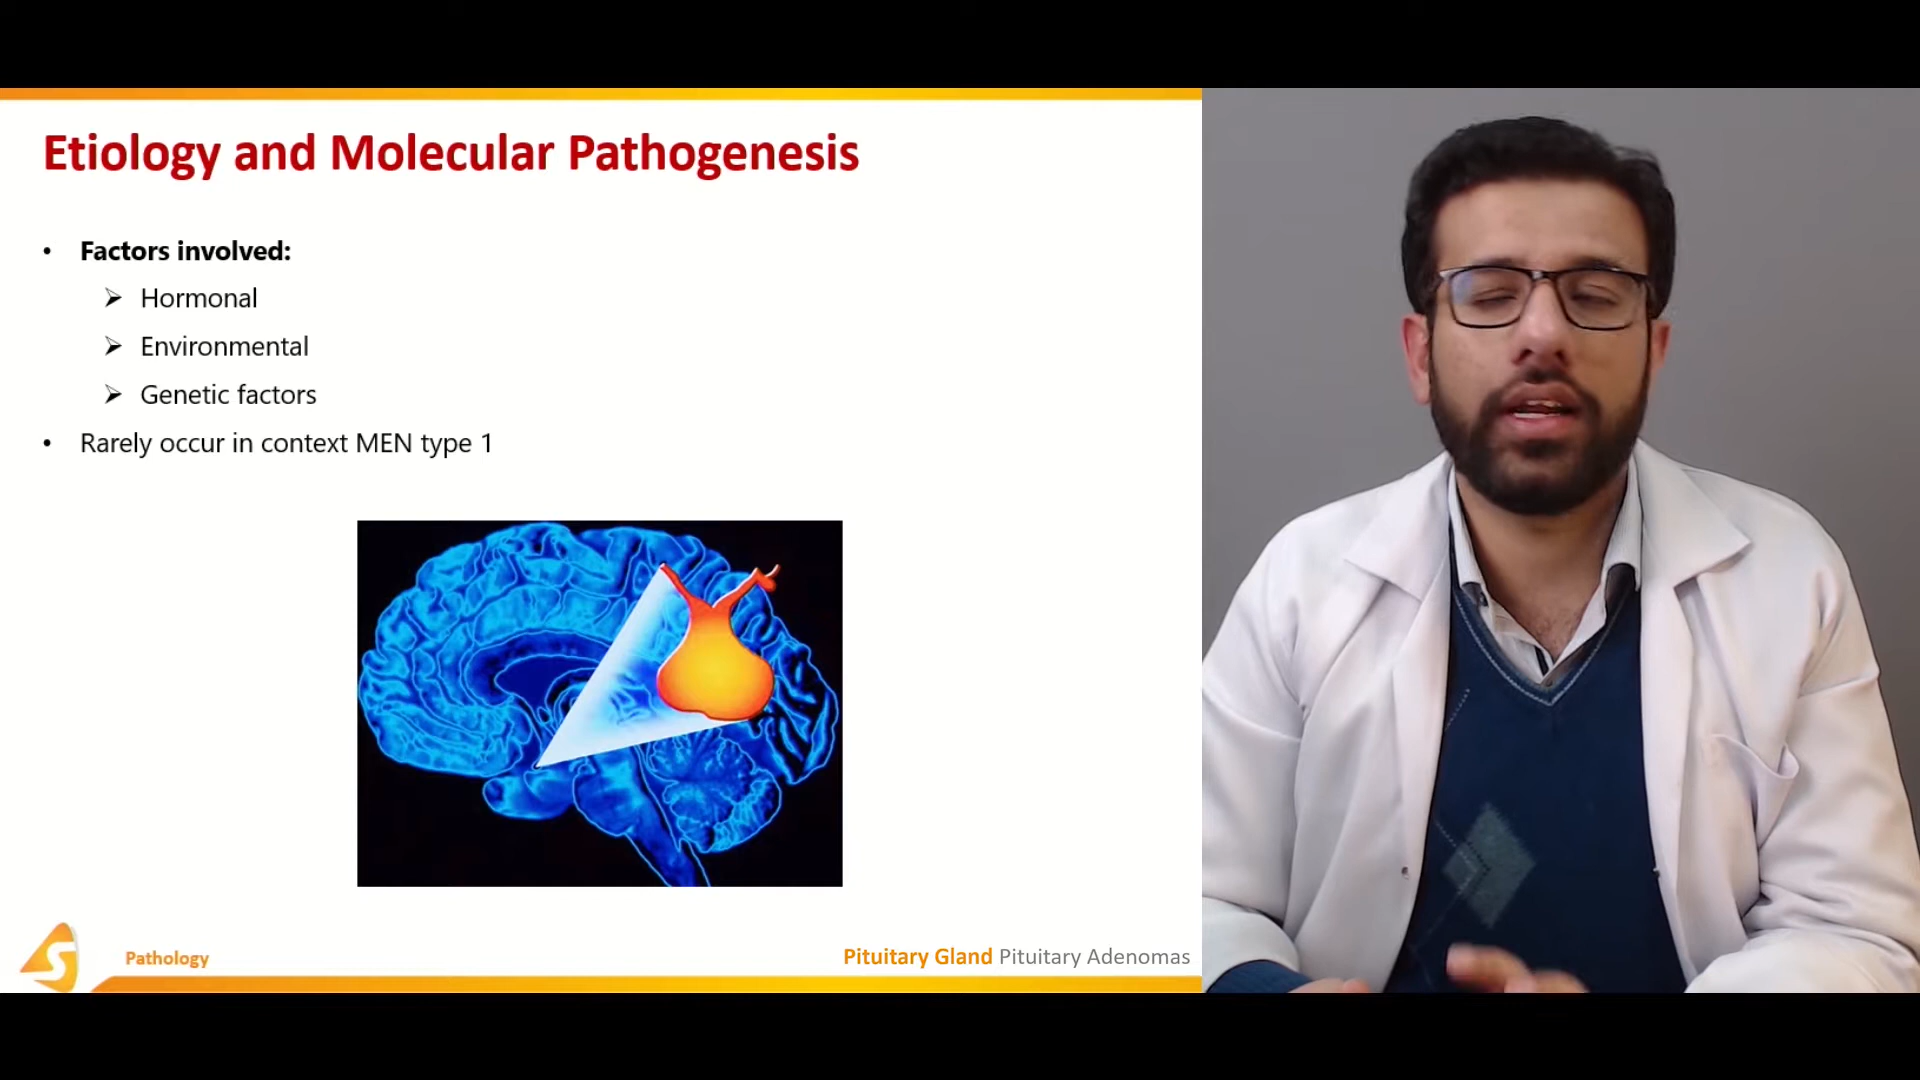 Etiology and Molecular Pathogenesis
• Factors involved:
➢ Hormonal
➢ Environmental
➢ Genetic factors
• Rarely occur in context MEN type 1
Pathology
Pituitary Gland Pituitary Adenomas